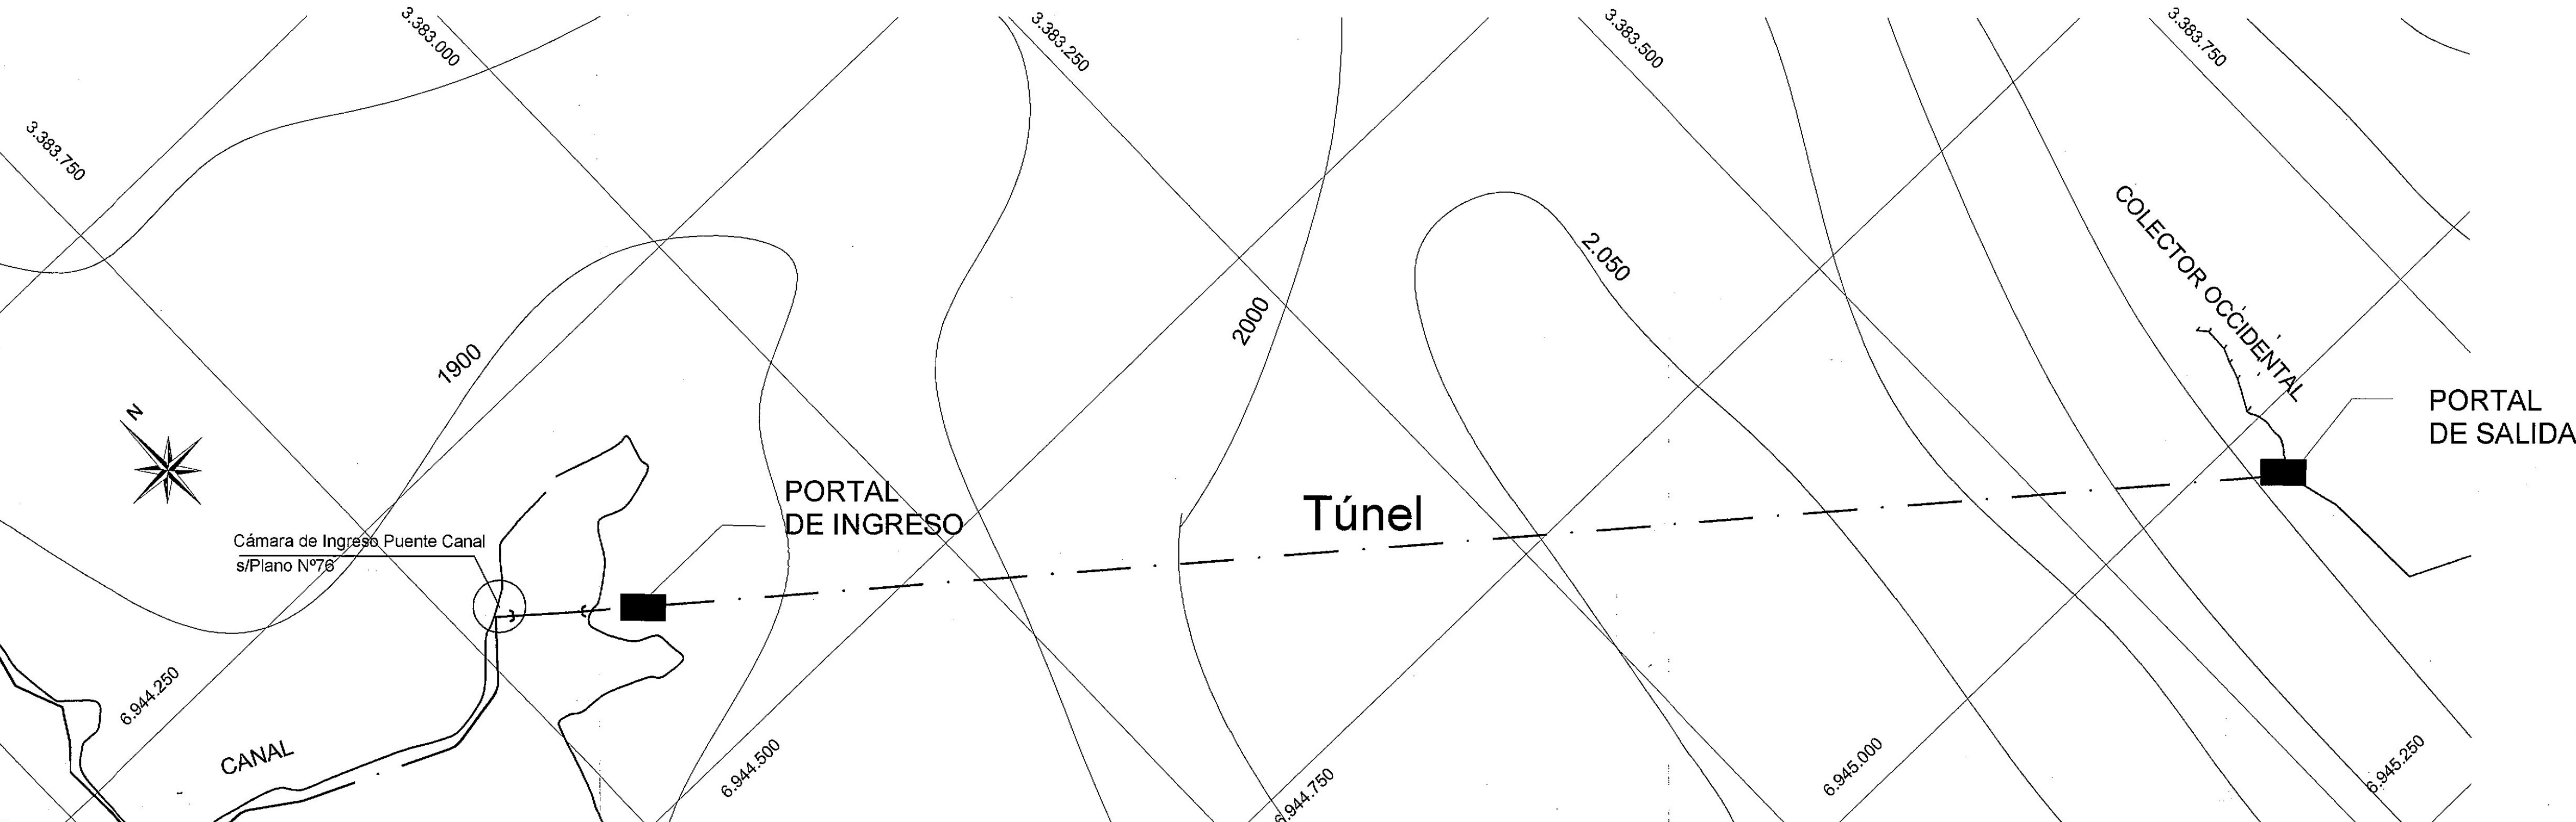 3.383.000
3.383.250
3.383.500
3.383.750
3.383.750
COLECTOR OCCIDENTAL
2.050
2000
1900
N
PORTAL
DE SALIDA
PORTAL
DE INGRESO
Túnel
Cámara de Ingreso Puente Canal
s/Plano Nº76
CANAL
6.944.250
6.944.500
6.944.750
6.945.000
6.945.250